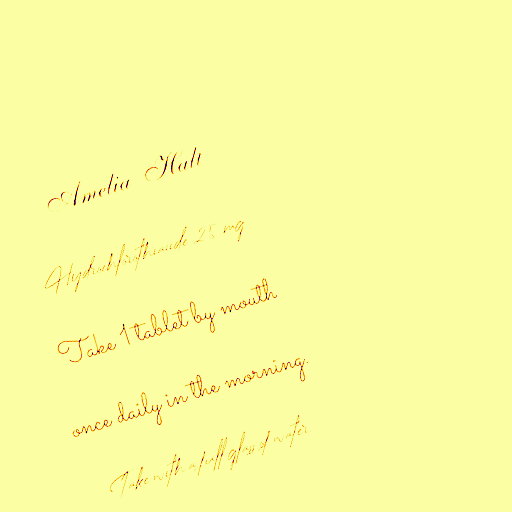 Amelia Hall
Hydrochlorothiazide 25 mg
Take 1 tablet by mouth
once daily in the morning.
Take with a full glass of water.